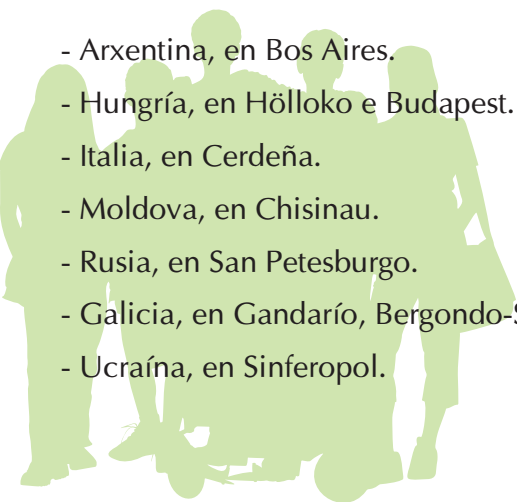 - Arxentina, en Bos Aires.
- Hungría, en Hölloko e Budapest.
- Italia, en Cerdeña.
- Moldova, en Chisinau.
- Rusia, en San Petesburgo.
- Galicia, en Gandarío, Bergondo-
- Ucraína, en Sinferopol.